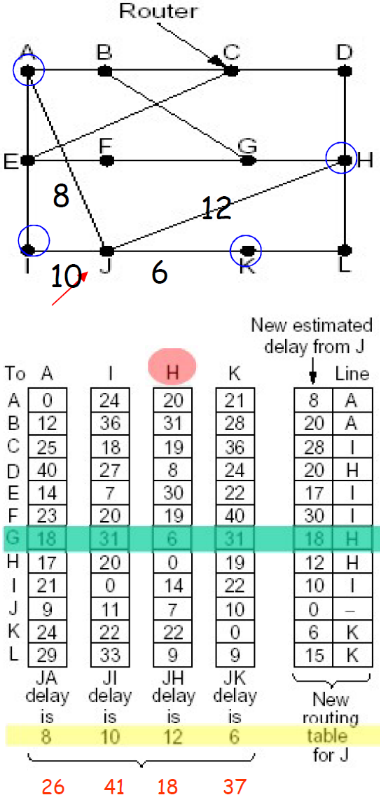 Router
A B C D
E F G H
8 12
I 10 J 6 K L
New estimated
delay from J
To A I H K Line
A 0 24 20 21 8 A
B 12 36 31 28 20 A
C 25 18 19 36 28 I
D 40 27 8 24 20 H
E 14 7 30 22 17 I
F 23 20 19 40 30 I
G 18 31 6 31 18 H
H 17 20 0 19 12 H
I 21 0 14 22 10 I
J 9 11 7 10 0 –
K 24 22 22 0 6 K
L 29 33 9 9 15 K
JA JI JH JK
delay delay delay delay New
is is is is routing
8 10 12 6 table
for J
26 41 18 37